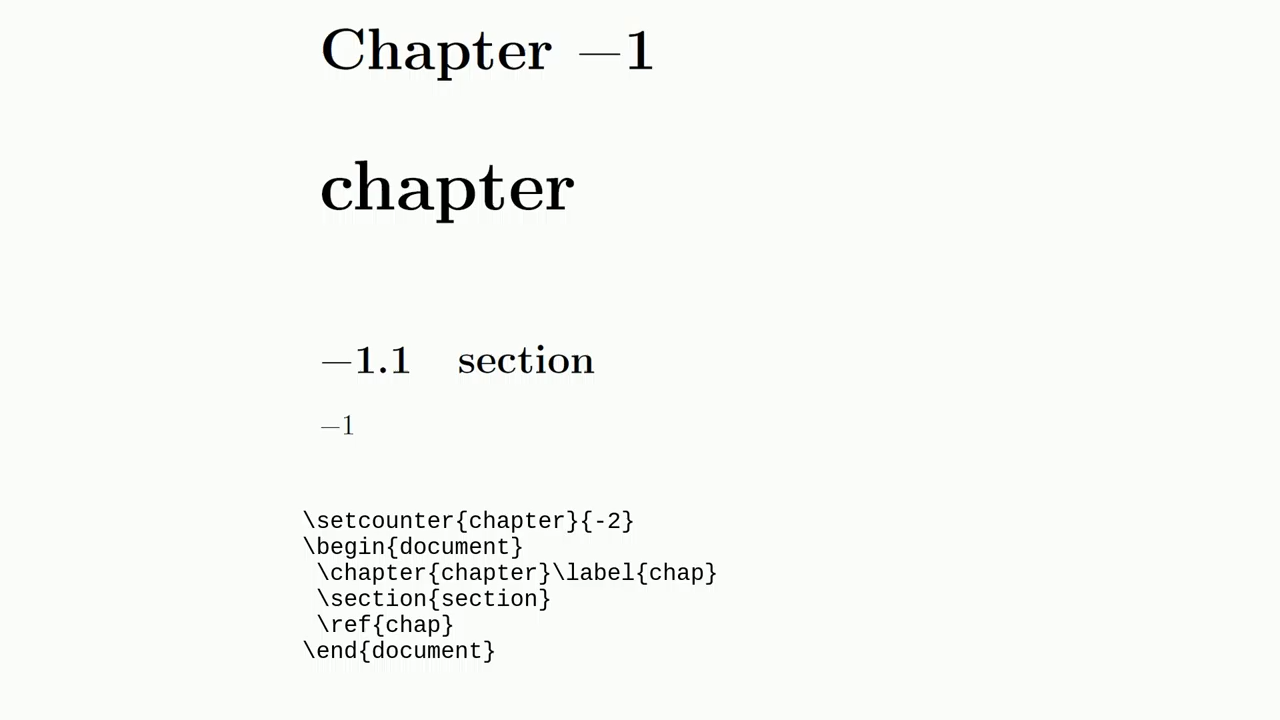 Chapter −1
chapter
−1.1 section
−1
\setcounter{chapter}{-2}
\begin{document}
\chapter{chapter}\label{chap}
\section{section}
\ref{chap}
\end{document}